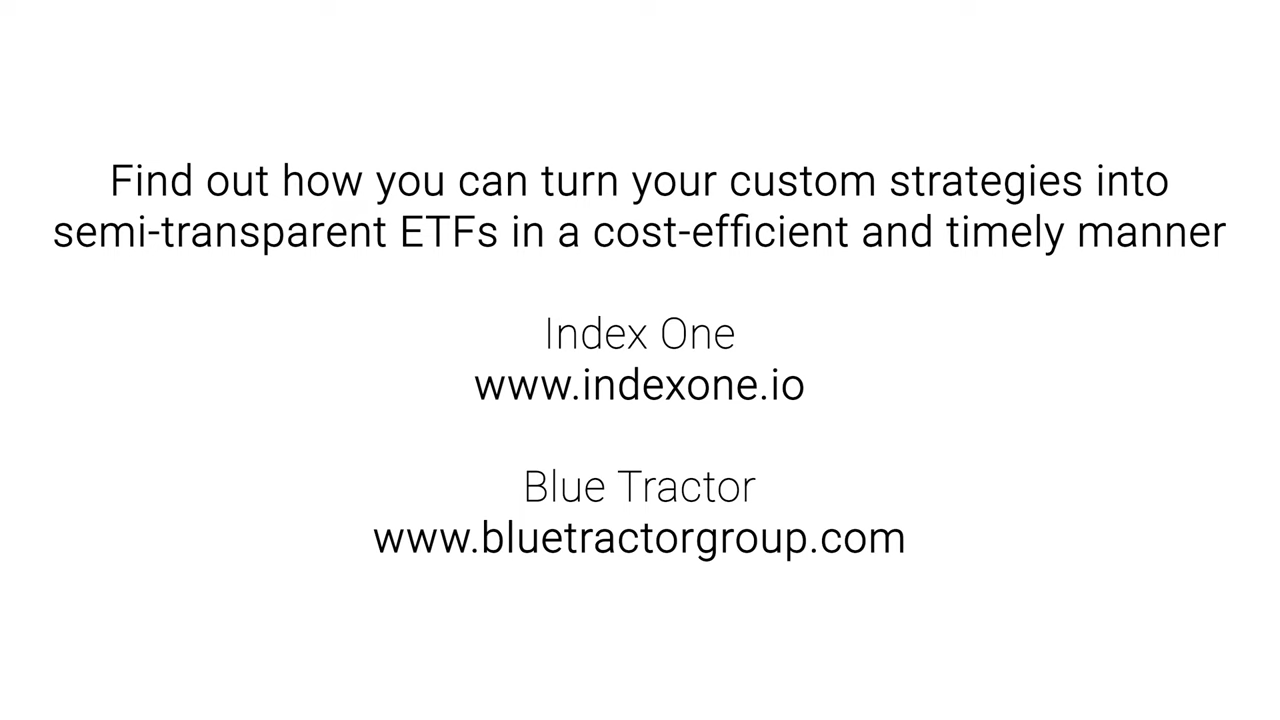 Find out how you can turn your custom strategies into
semi-transparent ETFs in a cost-efficient and timely manner
Index One
www.indexone.io
Blue Tractor
www.bluetractorgroup.com